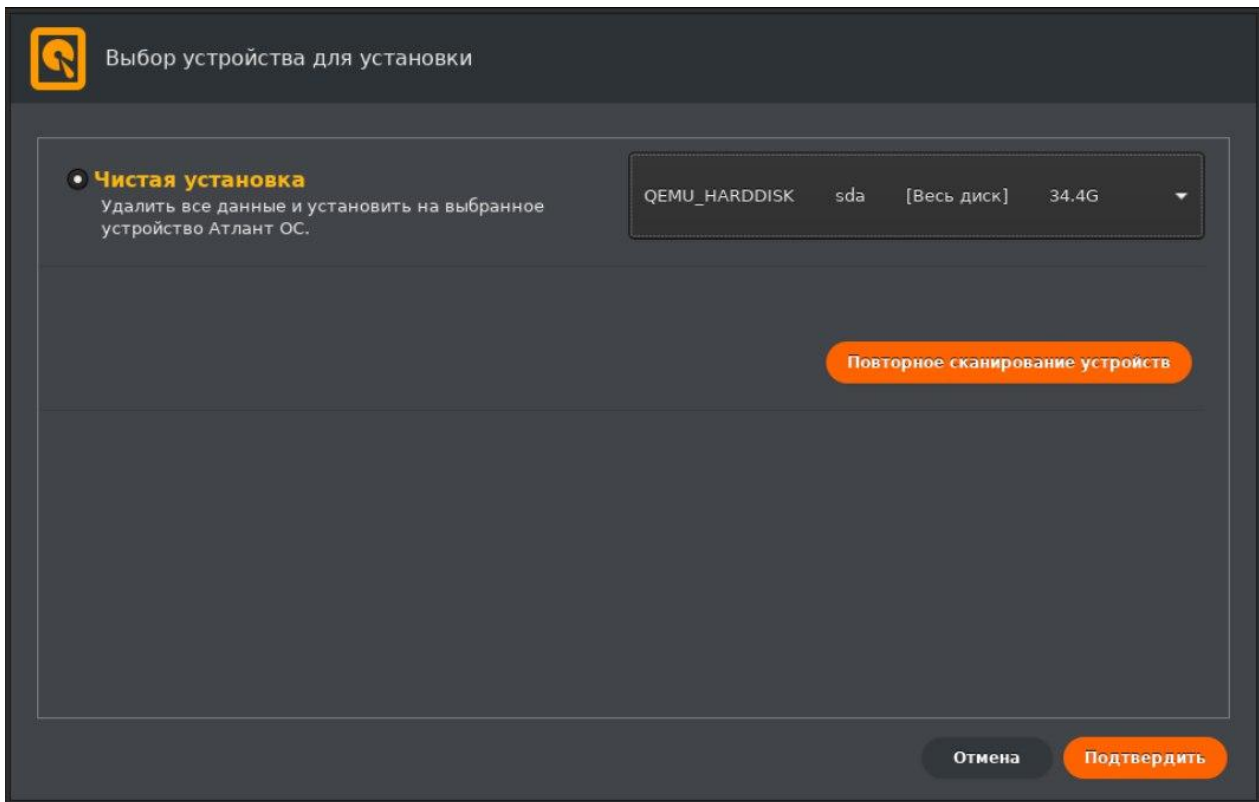 Выбор устройства для установки
Чистая установка
Удалить все данные и установить на выбранное
устройство Атлант ОС.
QEMU_HARDDISK sda [Весь диск] 34.4G
Повторное сканирование устройств
Отмена Подтвердить